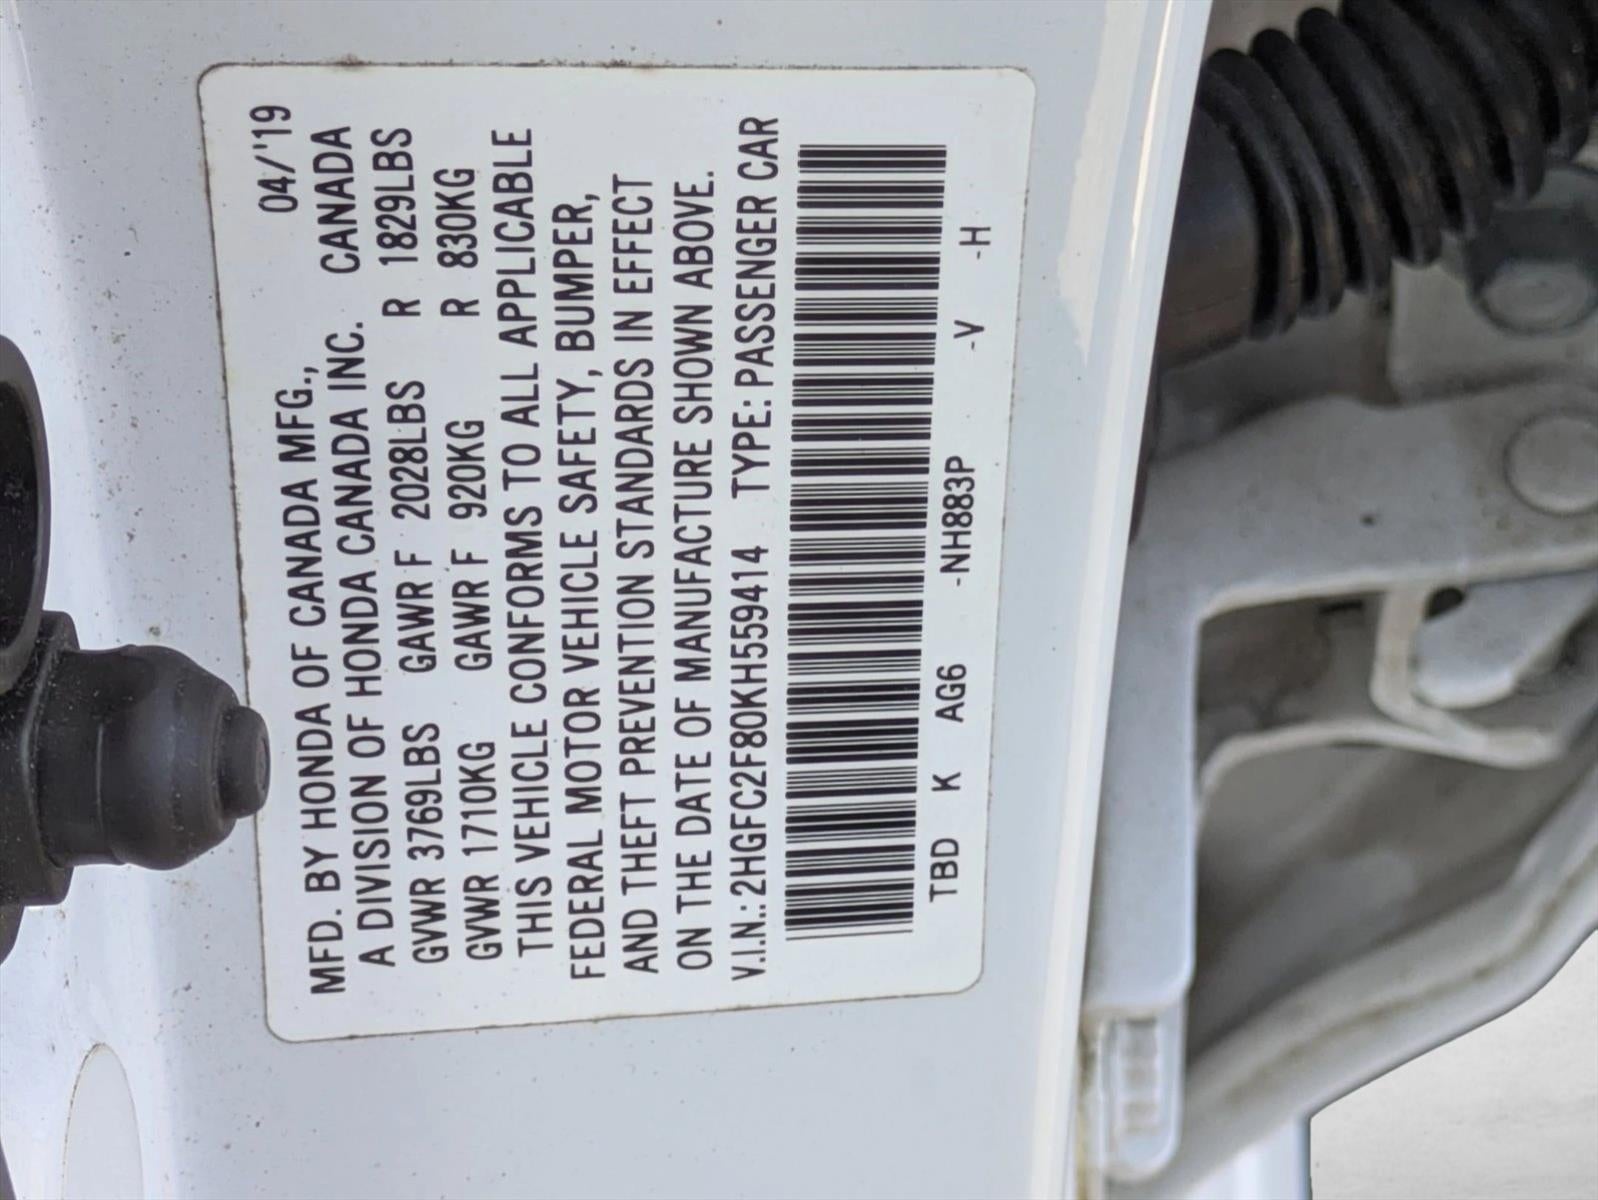 MFD. BY HONDA OF CANADA MFG., 04/'19
A DIVISION OF HONDA CANADA INC. CANADA
GVWR 3769LBS GAWR F 2028LBS R 1829LBS
GVWR 1710KG GAWR F 920KG R 830KG
THIS VEHICLE CONFORMS TO ALL APPLICABLE
FEDERAL MOTOR VEHICLE SAFETY, BUMPER,
AND THEFT PREVENTION STANDARDS IN EFFECT
ON THE DATE OF MANUFACTURE SHOWN ABOVE.
V.I.N.:2HGFC2F80KH559414 TYPE:PASSENGER CAR
TBD K AG6 -NH883P -V -H